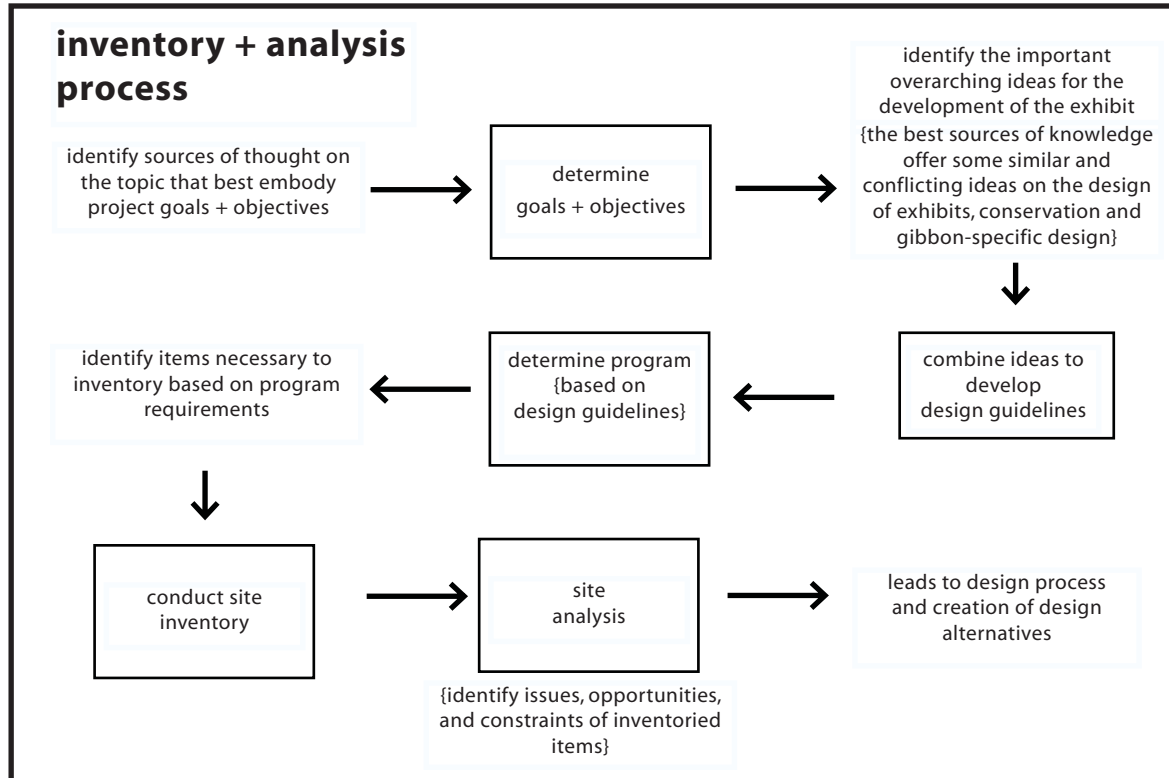 inventory + analysis
process
identify sources of thought on
the topic that best embody
project goals + objectives
determine
goals + objectives
identify the important
overarching ideas for the
development of the exhibit
{the best sources of knowledge
offer some similar and
conflicting ideas on the design
of exhibits, conservation and
gibbon-specific design}
combine ideas to
develop
design guidelines
determine program
{based on
design guidelines}
identify items necessary to
inventory based on program
requirements
conduct site
inventory
site
analysis
{identify issues, opportunities,
and constraints of inventoried
items}
leads to design process
and creation of design
alternatives